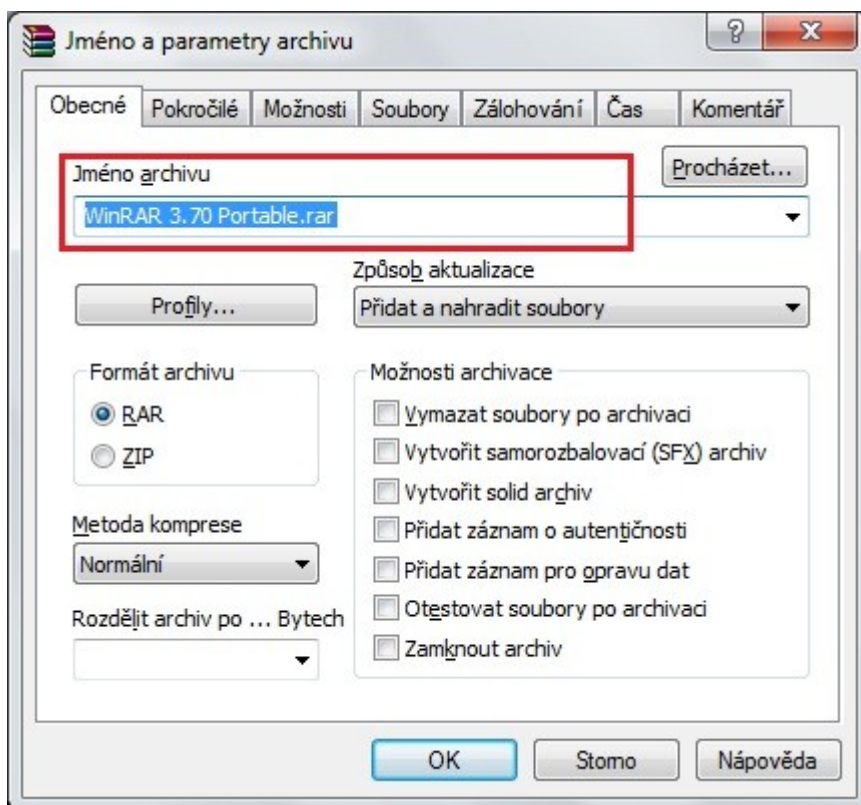 Jméno a parametry archivu
Obecné Pokročilé Možnosti Soubory Zálohování Čas Komentář
Jméno archivu
Procházet...
WinRAR 3.70 Portable.rar
Způsob aktualizace
Profily...
Přidat a nahradit soubory
Formát archivu
RAR
ZIP
Možnosti archivace
Vymazat soubory po archivaci
Vytvořit samorozbalovací (SFX) archiv
Vytvořit solid archiv
Přidat záznam o autentičnosti
Přidat záznam pro opravu dat
Otestovat soubory po archivaci
Zamknout archiv
Metoda komprese
Normální
Rozdělit archiv po ... Bytech
OK Storno Nápověda